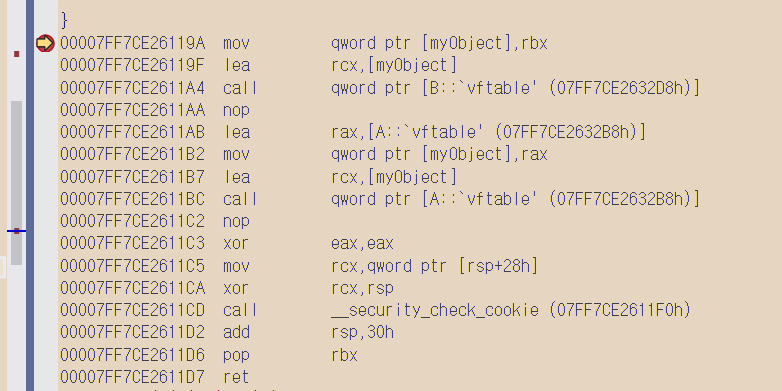 }
00007FF7CE26119A mov qword ptr [myObject],rbx
00007FF7CE26119F lea rcx,[myObject]
00007FF7CE2611A4 call qword ptr [B::`vftable' (07FF7CE2632D8h)]
00007FF7CE2611AA nop
00007FF7CE2611AB lea rax,[A::`vftable' (07FF7CE2632B8h)]
00007FF7CE2611B2 mov qword ptr [myObject],rax
00007FF7CE2611B7 lea rcx,[myObject]
00007FF7CE2611BC call qword ptr [A::`vftable' (07FF7CE2632B8h)]
00007FF7CE2611C2 nop
00007FF7CE2611C3 xor eax,eax
00007FF7CE2611C5 mov rcx,qword ptr [rsp+28h]
00007FF7CE2611CA xor rcx,rsp
00007FF7CE2611CD call __security_check_cookie (07FF7CE2611F0h)
00007FF7CE2611D2 add rsp,30h
00007FF7CE2611D6 pop rbx
00007FF7CE2611D7 ret